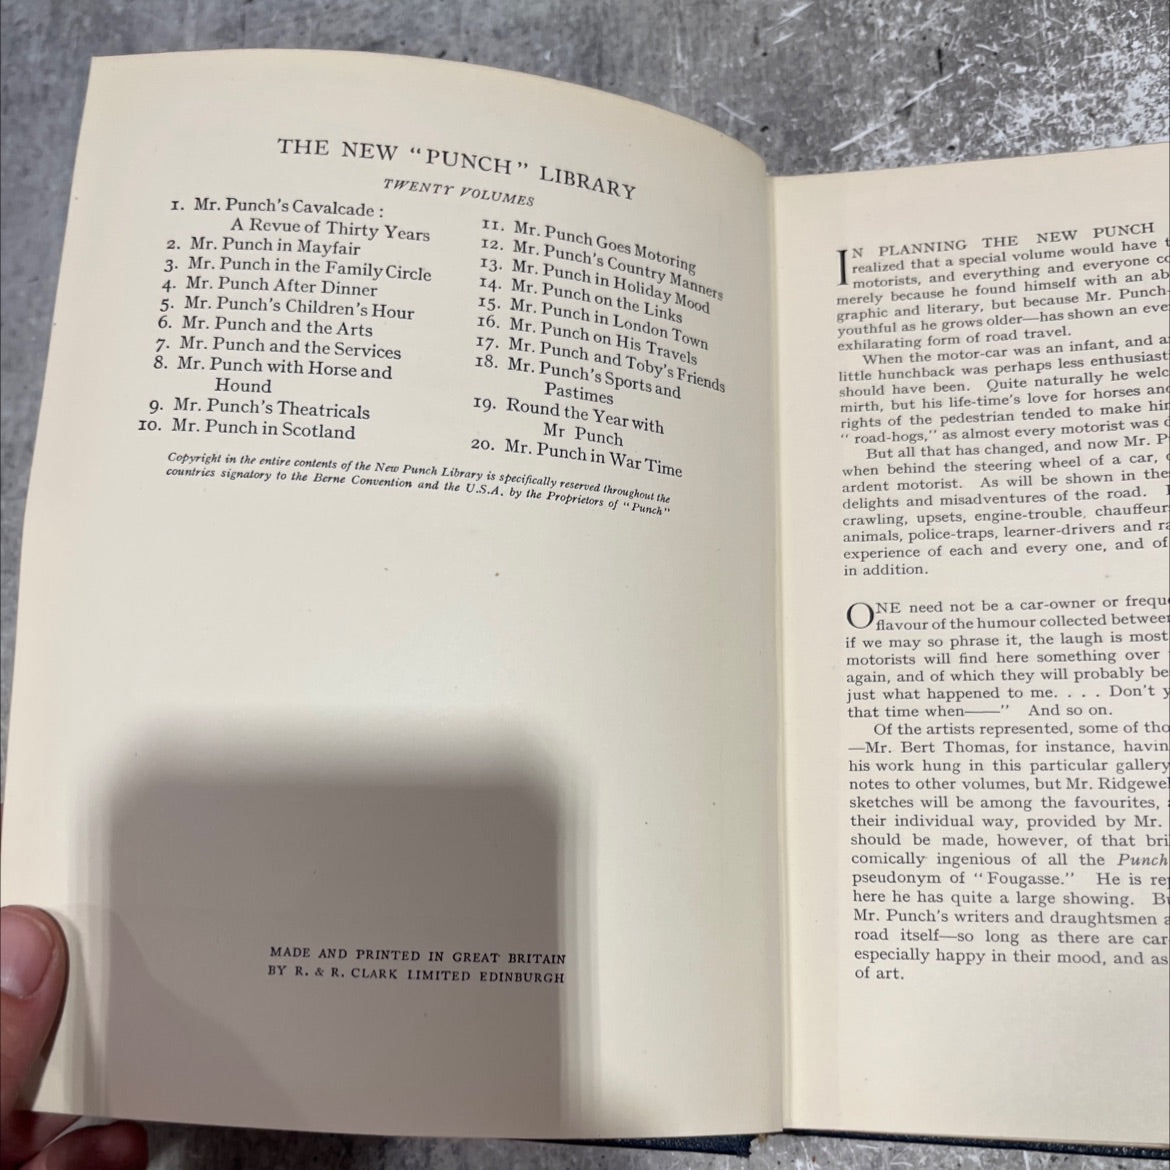 THE NEW "PUNCH" LIBRARY
TWENTY VOLUMES
1. Mr. Punch's Cavalcade :
A Revue of Thirty Years
2. Mr. Punch in Mayfair
3. Mr. Punch in the Family Circle
4. Mr. Punch After Dinner
5. Mr. Punch's Children's Hour
6. Mr. Punch and the Arts
7. Mr. Punch and the Services
8. Mr. Punch with Horse and
Hound
9. Mr. Punch's Theatricals
10. Mr. Punch in Scotland
11. Mr. Punch Goes Motoring
12. Mr. Punch's Country Manners
13. Mr. Punch in Holiday Mood
14. Mr. Punch on the Links
15. Mr. Punch in London Town
16. Mr. Punch on His Travels
17. Mr. Punch and Toby's Friends
18. Mr. Punch's Sports and
Pastimes
19. Round the Year with
Mr Punch
20. Mr. Punch in War Time
Copyright in the entire contents of the New Punch Library is specifically reserved throughout the
countries signatory to the Berne Convention and the U.S.A. by the Proprietors of "Punch"
MADE AND PRINTED IN GREAT BRITAIN
BY R. & R. CLARK LIMITED EDINBURGH
IN PLANNING THE NEW PUNCH
realized that a special volume would have
motorists, and everything and everyone
merely because he found himself with an
graphic and literary, but because Mr. Punch
youthful as he grows older—has shown an
exhilarating form of road travel.
When the motor-car was an infant, and
little hunchback was perhaps less
should have been. Quite naturally he
mirth, but his life-time's love for horses
rights of the pedestrian tended to make
"road-hogs," as almost every motorist was
But all that has changed, and now Mr.
when behind the steering wheel of a car,
ardent motorist. As will be shown in the
delights and misadventures of the road.
crawling, upsets, engine-trouble, chauffeur
animals, police-traps, learner-drivers and
experience of each and every one, and of
in addition.
ONE need not be a car-owner or
flavour of the humour collected between
if we may so phrase it, the laugh is most
motorists will find here something over
again, and of which they will probably
just what happened to me. . . . Don't
that time when——" And so on.
Of the artists represented, some of
—Mr. Bert Thomas, for instance,
his work hung in this particular gallery
notes to other volumes, but Mr.
sketches will be among the favourites,
their individual way, provided by Mr.
should be made, however, of that
comically ingenious of all the Punch
pseudonym of "Fougasse." He is
here he has quite a large showing.
Mr. Punch's writers and draughtsmen
road itself—so long as there are
especially happy in their mood, and as
of art.